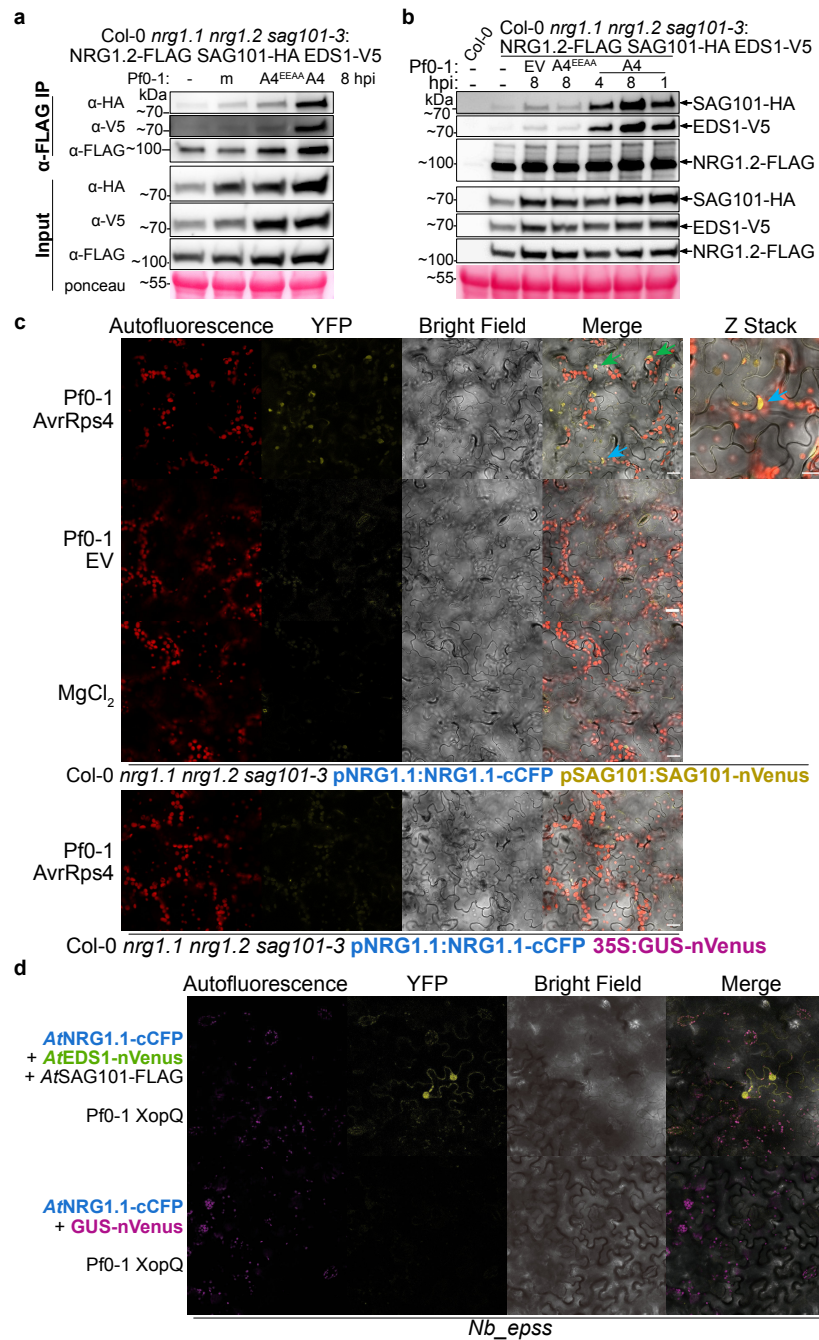 a
Col-0 nrg1.1 nrg1.2 sag101-3:
NRG1.2-FLAG SAG101-HA EDS1-V5
Pf0-1: - m A4EEAA A4 8 hpi
kDa
α-FLAG IP
α-HA ~70
α-V5 ~70
α-FLAG ~100
Input
α-HA ~70
α-V5 ~70
α-FLAG ~100
ponceau ~55
b
Col-0 nrg1.1 nrg1.2 sag101-3:
Col-0 NRG1.2-FLAG SAG101-HA EDS1-V5
Pf0-1: - - EV A4EEAA A4
hpi: - - 8 8 4 8 1
kDa
~70 SAG101-HA
~70 EDS1-V5
~100 NRG1.2-FLAG
~70 SAG101-HA
~70 EDS1-V5
~100 NRG1.2-FLAG
~55
c
Autofluorescence YFP Bright Field Merge Z Stack
Pf0-1
AvrRps4
Pf0-1
EV
MgCl2
Col-0 nrg1.1 nrg1.2 sag101-3 pNRG1.1:NRG1.1-cCFP pSAG101:SAG101-nVenus
Pf0-1
AvrRps4
Col-0 nrg1.1 nrg1.2 sag101-3 pNRG1.1:NRG1.1-cCFP 35S:GUS-nVenus
d
Autofluorescence YFP Bright Field Merge
AtNRG1.1-cCFP
+ AtEDS1-nVenus
+ AtSAG101-FLAG
Pf0-1 XopQ
AtNRG1.1-cCFP
+ GUS-nVenus
Pf0-1 XopQ
Nb_epss